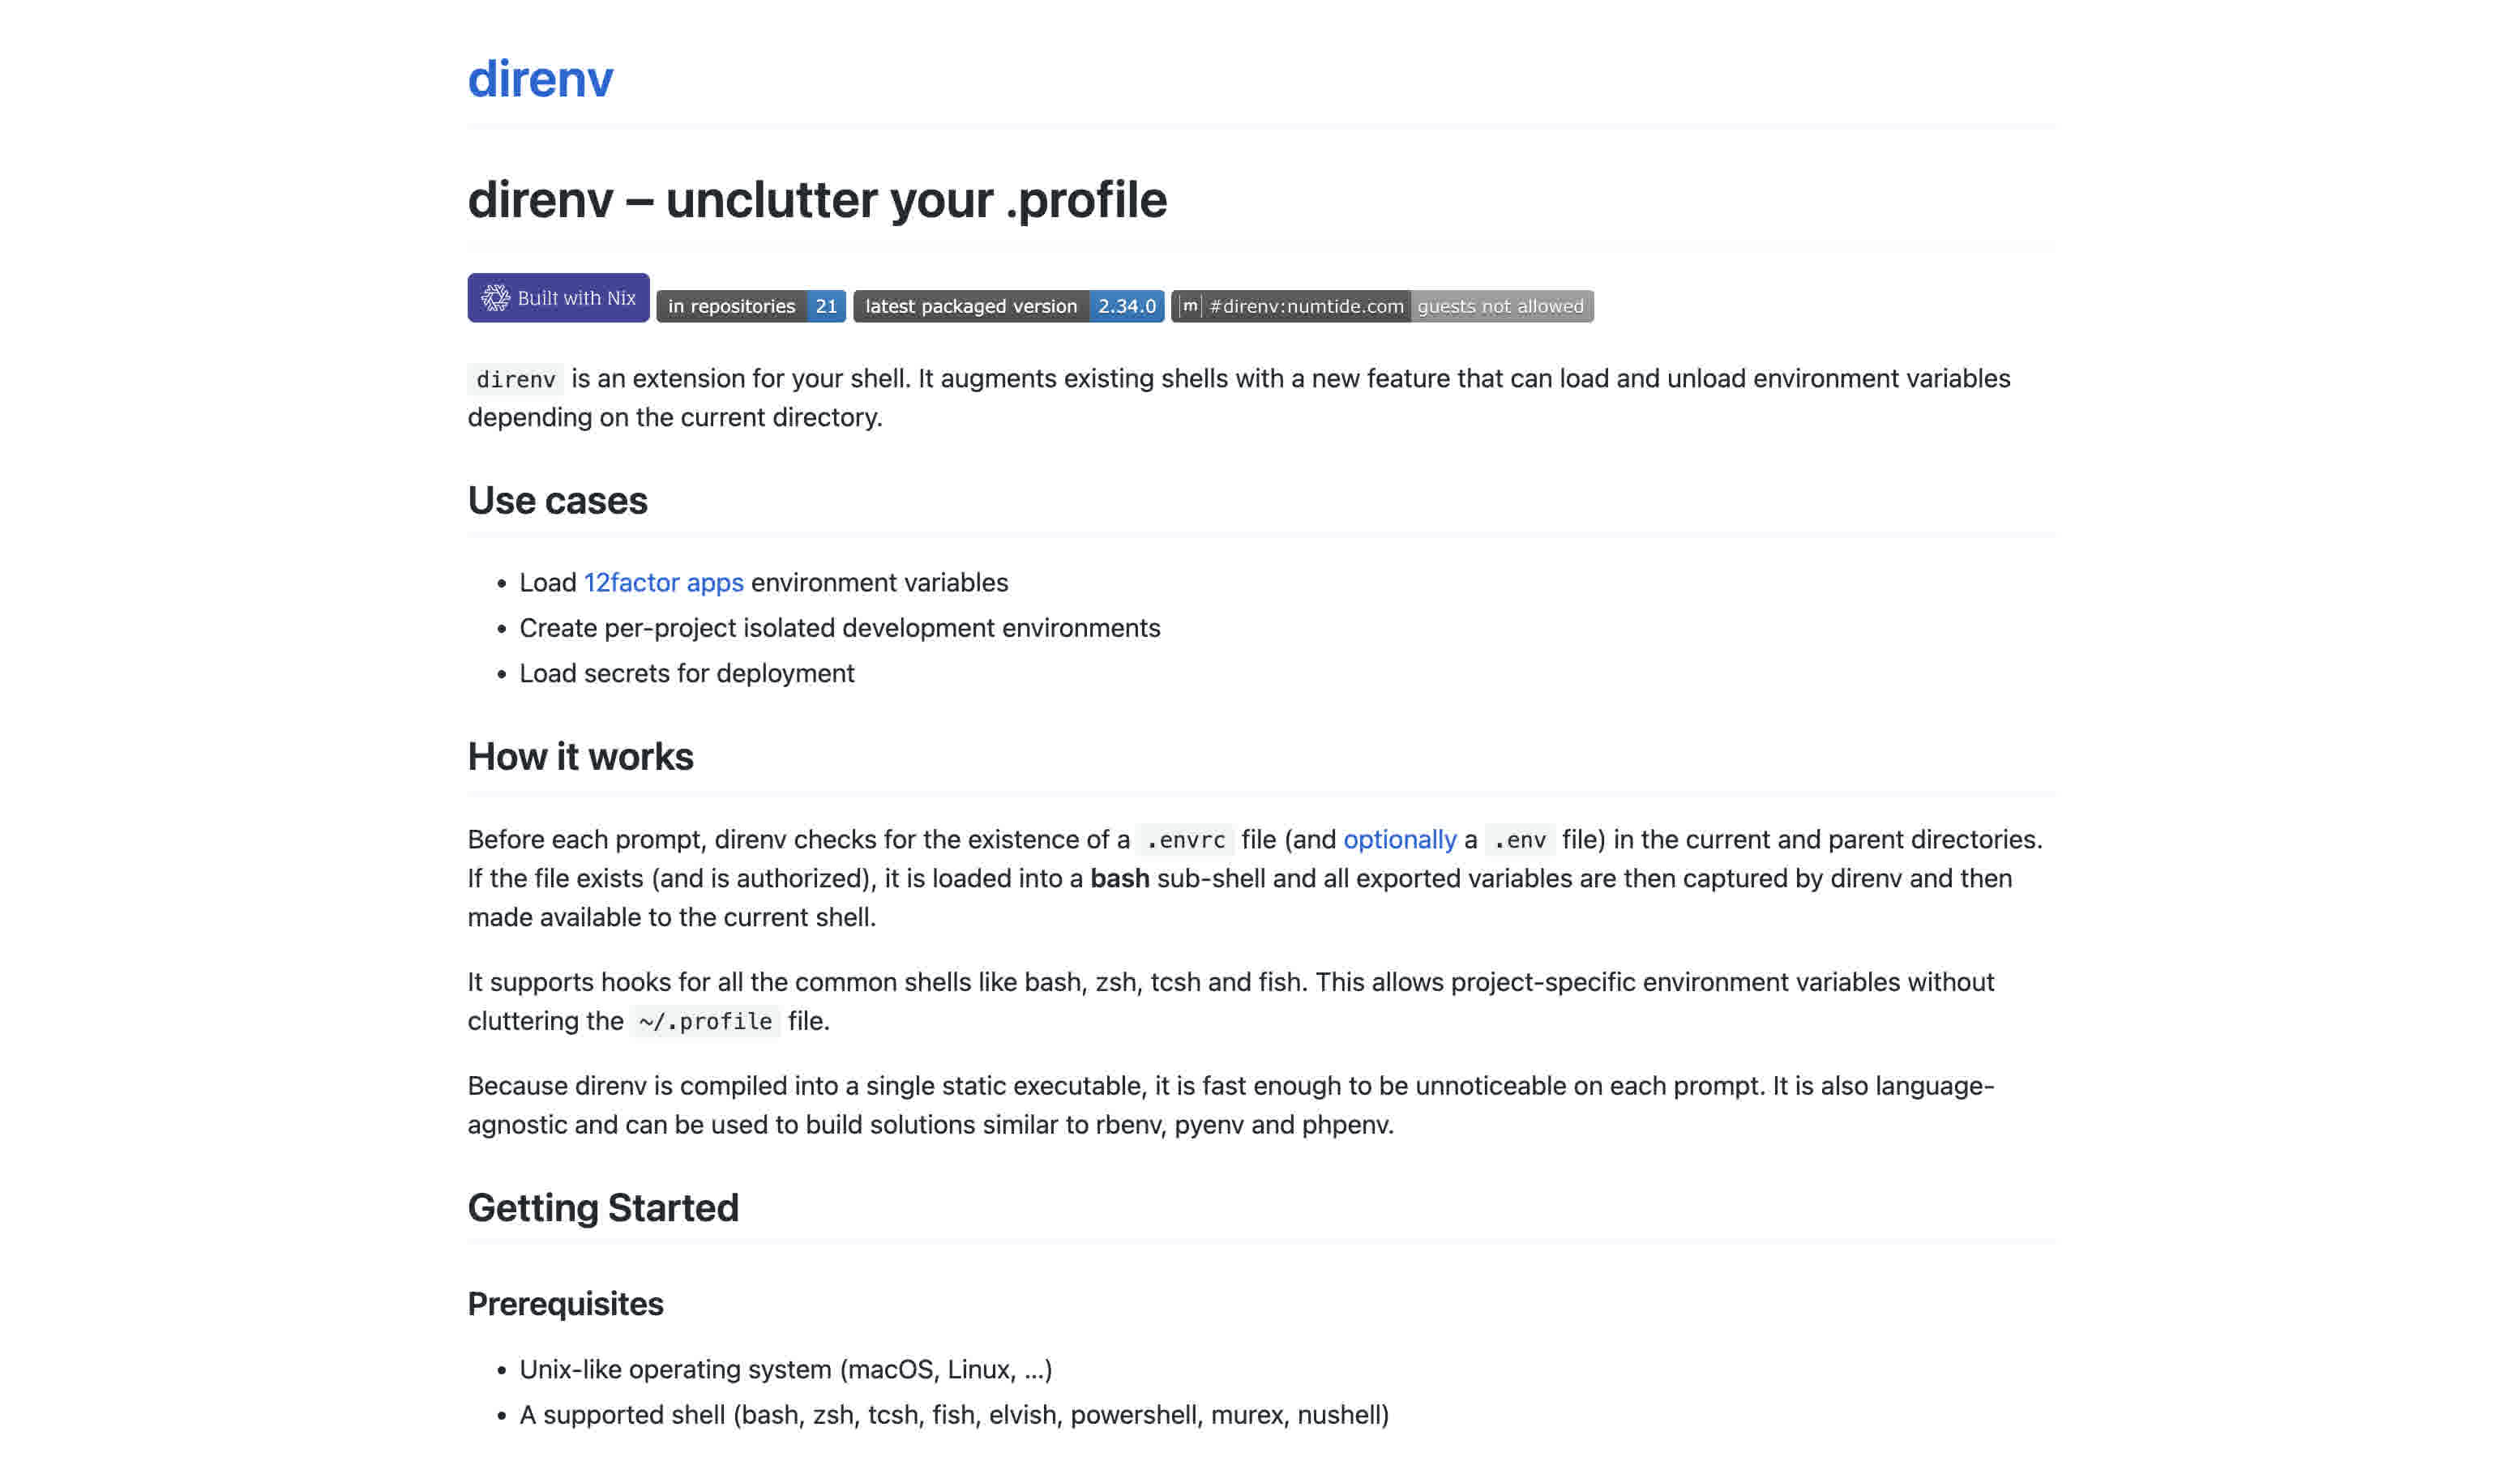 direnv
direnv – unclutter your .profile
Built with Nix in repositories 21 latest packaged version 2.34.0 [m] #direnv:numtide.com guests not allowed
direnv is an extension for your shell. It augments existing shells with a new feature that can load and unload environment variables
depending on the current directory.
Use cases
• Load 12factor apps environment variables
• Create per-project isolated development environments
• Load secrets for deployment
How it works
Before each prompt, direnv checks for the existence of a .envrc file (and optionally a .env file) in the current and parent directories.
If the file exists (and is authorized), it is loaded into a bash sub-shell and all exported variables are then captured by direnv and then
made available to the current shell.
It supports hooks for all the common shells like bash, zsh, tcsh and fish. This allows project-specific environment variables without
cluttering the ~/.profile file.
Because direnv is compiled into a single static executable, it is fast enough to be unnoticeable on each prompt. It is also language-
agnostic and can be used to build solutions similar to rbenv, pyenv and phpenv.
Getting Started
Prerequisites
• Unix-like operating system (macOS, Linux, ...)
• A supported shell (bash, zsh, tcsh, fish, elvish, powershell, murex, nushell)